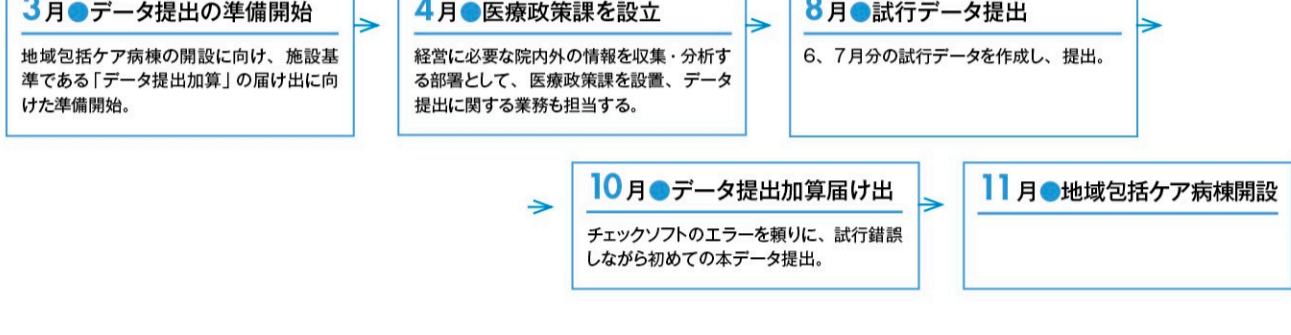 3月●データ提出の準備開始
地域包括ケア病棟の開設に向け、施設基
準である「データ提出加算」の届け出に向
けた準備開始。
4月●医療政策課を設立
経営に必要な院内外の情報を収集・分析す
る部署として、医療政策課を設置、データ
提出に関する業務も担当する。
8月●試行データ提出
6、7月分の試行データを作成し、提出。
10月●データ提出加算届け出
チェックソフトのエラーを頼りに、試行錯誤
しながら初めての本データ提出。
11月●地域包括ケア病棟開設